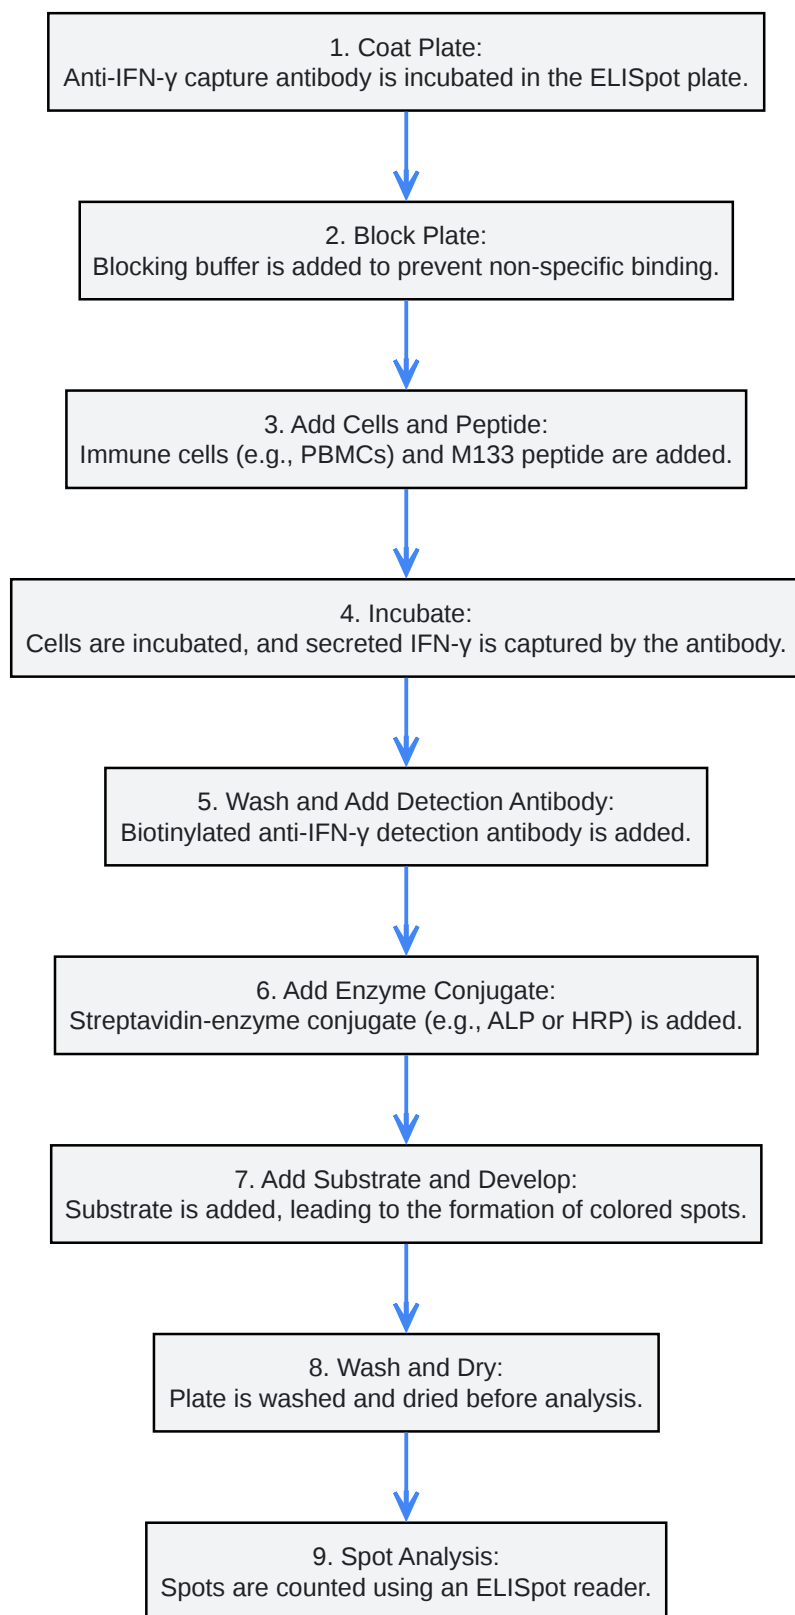 1. Coat Plate:
Anti-IFN-γ capture antibody is incubated in the ELISpot plate.
2. Block Plate:
Blocking buffer is added to prevent non-specific binding.
3. Add Cells and Peptide:
Immune cells (e.g., PBMCs) and M133 peptide are added.
4. Incubate:
Cells are incubated, and secreted IFN-γ is captured by the antibody.
5. Wash and Add Detection Antibody:
Biotinylated anti-IFN-γ detection antibody is added.
6. Add Enzyme Conjugate:
Streptavidin-enzyme conjugate (e.g., ALP or HRP) is added.
7. Add Substrate and Develop:
Substrate is added, leading to the formation of colored spots.
8. Wash and Dry:
Plate is washed and dried before analysis.
9. Spot Analysis:
Spots are counted using an ELISpot reader.